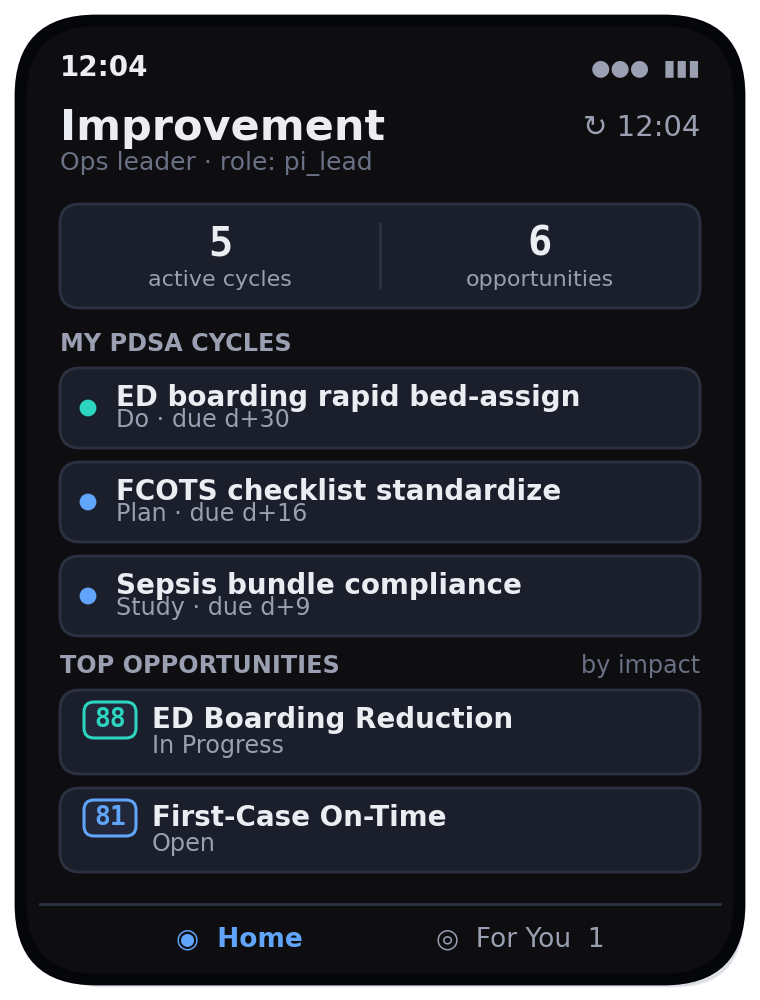 12:04
Improvement
↻ 12:04
Ops leader · role: pi_lead
5
active cycles
6
opportunities
MY PDSA CYCLES
ED boarding rapid bed-assign
Do · due d+30
FCOTS checklist standardize
Plan · due d+16
Sepsis bundle compliance
Study · due d+9
TOP OPPORTUNITIES
by impact
88
ED Boarding Reduction
In Progress
81
First-Case On-Time
Open
◉ Home
◎ For You 1